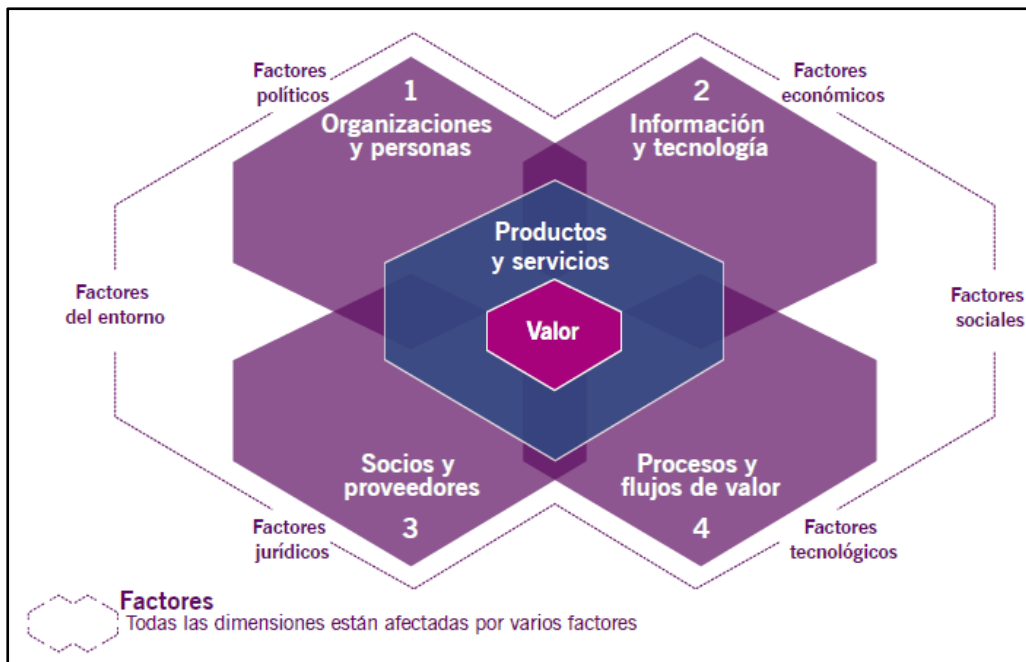 Factores
políticos
1
Organizaciones
y personas
2
Información
y tecnología
Factores
económicos
Productos
y servicios
Factores
del entorno
Valor
Factores
sociales
Socios y
proveedores
3
Procesos y
flujos de valor
4
Factores
jurídicos
Factores
tecnológicos
Factores
Todas las dimensiones están afectadas por varios factores